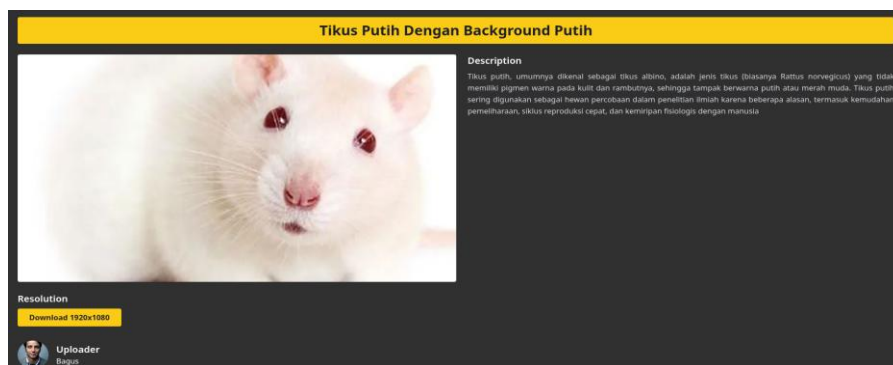 Tikus Putih Dengan Background Putih
Description
Tikus putih, umumnya dikenal sebagai tikus albino, adalah jenis tikus (biasanya Rattus norvegicus) yang tidak
memiliki pigmen warna pada kulit dan rambutnya, sehingga tampak berwarna putih atau merah muda. Tikus putih
sering digunakan sebagai hewan percobaan dalam penelitian ilmiah karena beberapa alasan, termasuk kemudahan
pemeliharaan, siklus reproduksi cepat, dan kemiripan fisiologis dengan manusia
Resolution
Download 1920x1080
Uploader
Bagus